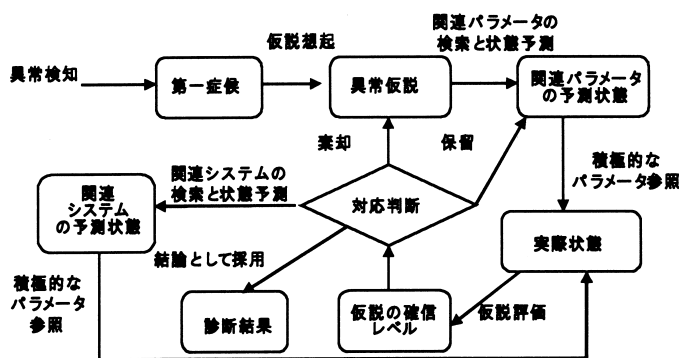 関連パラメータの
検索と状態予測
仮説想起
異常検知
第一症侯
異常仮説
関連パラメータ
の予測状態
棄却
保留
積極的な
パラメータ参照
関連システムの
検索と状態予測
関連
システム
の予測状態
対応判断
実際状態
結論として採用
積極的な
パラメータ
参照
診断結果
仮説の確信
レベル
仮説評価